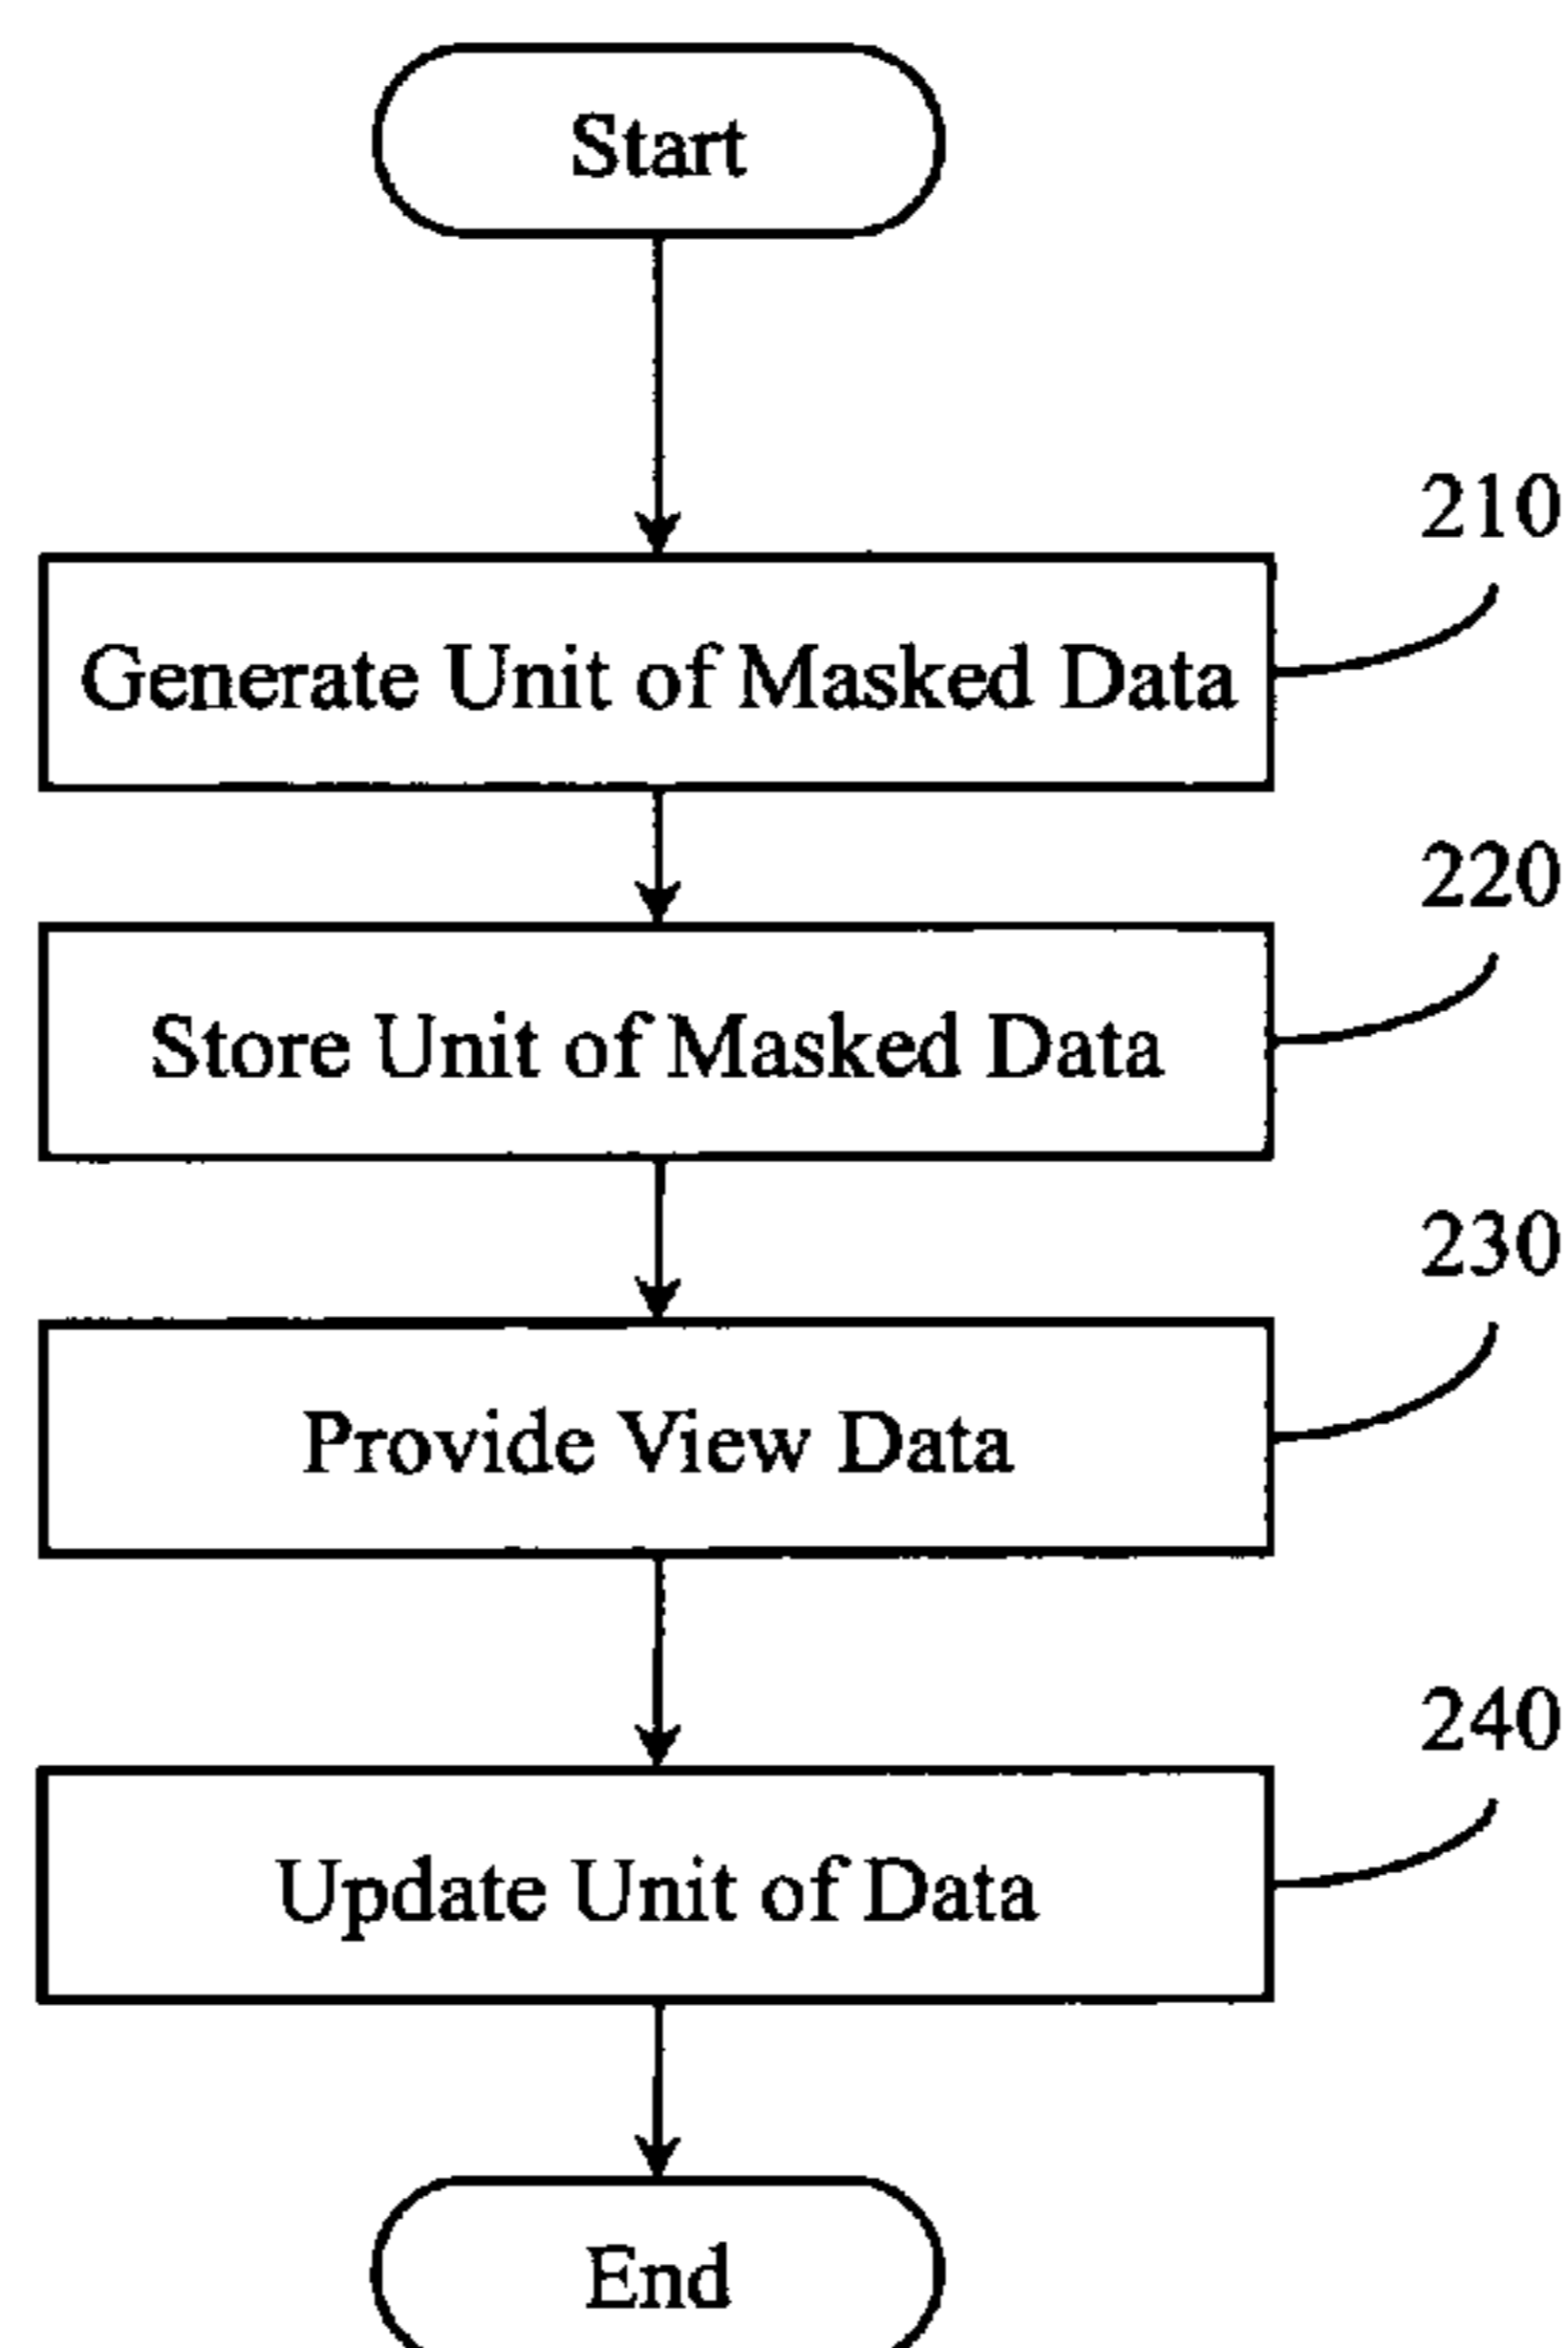 Start
210
Generate Unit of Masked Data
220
Store Unit of Masked Data
230
Provide View Data
240
Update Unit of Data
End